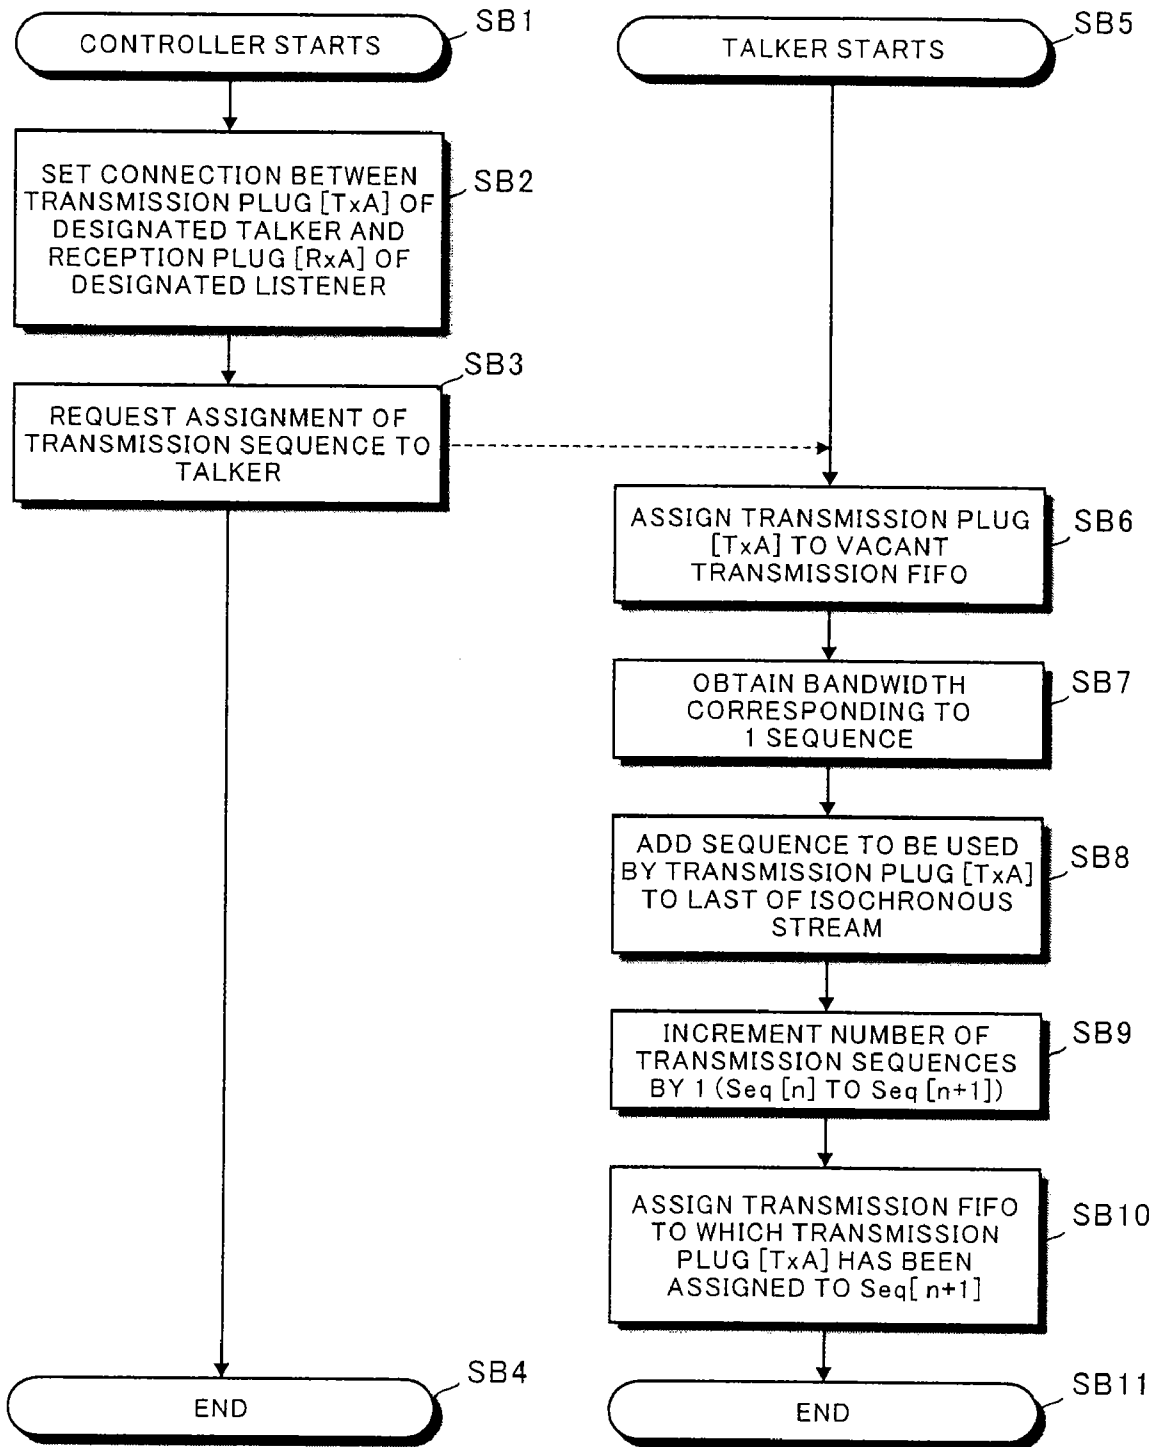 CONTROLLER STARTS
SB1
SET CONNECTION BETWEEN
TRANSMISSION PLUG [TxA] OF
DESIGNATED TALKER AND
RECEPTION PLUG [RxA] OF
DESIGNATED LISTENER
SB2
REQUEST ASSIGNMENT OF
TRANSMISSION SEQUENCE TO
TALKER
SB3
END
SB4
TALKER STARTS
SB5
ASSIGN TRANSMISSION PLUG
[TxA] TO VACANT
TRANSMISSION FIFO
SB6
OBTAIN BANDWIDTH
CORRESPONDING TO
1 SEQUENCE
SB7
ADD SEQUENCE TO BE USED
BY TRANSMISSION PLUG [TxA]
TO LAST OF ISOCHRONOUS
STREAM
SB8
INCREMENT NUMBER OF
TRANSMISSION SEQUENCES
BY 1 (Seq [n] TO Seq [n+1])
SB9
ASSIGN TRANSMISSION FIFO
TO WHICH TRANSMISSION
PLUG [TxA] HAS BEEN
ASSIGNED TO Seq[ n+1]
SB10
END
SB11